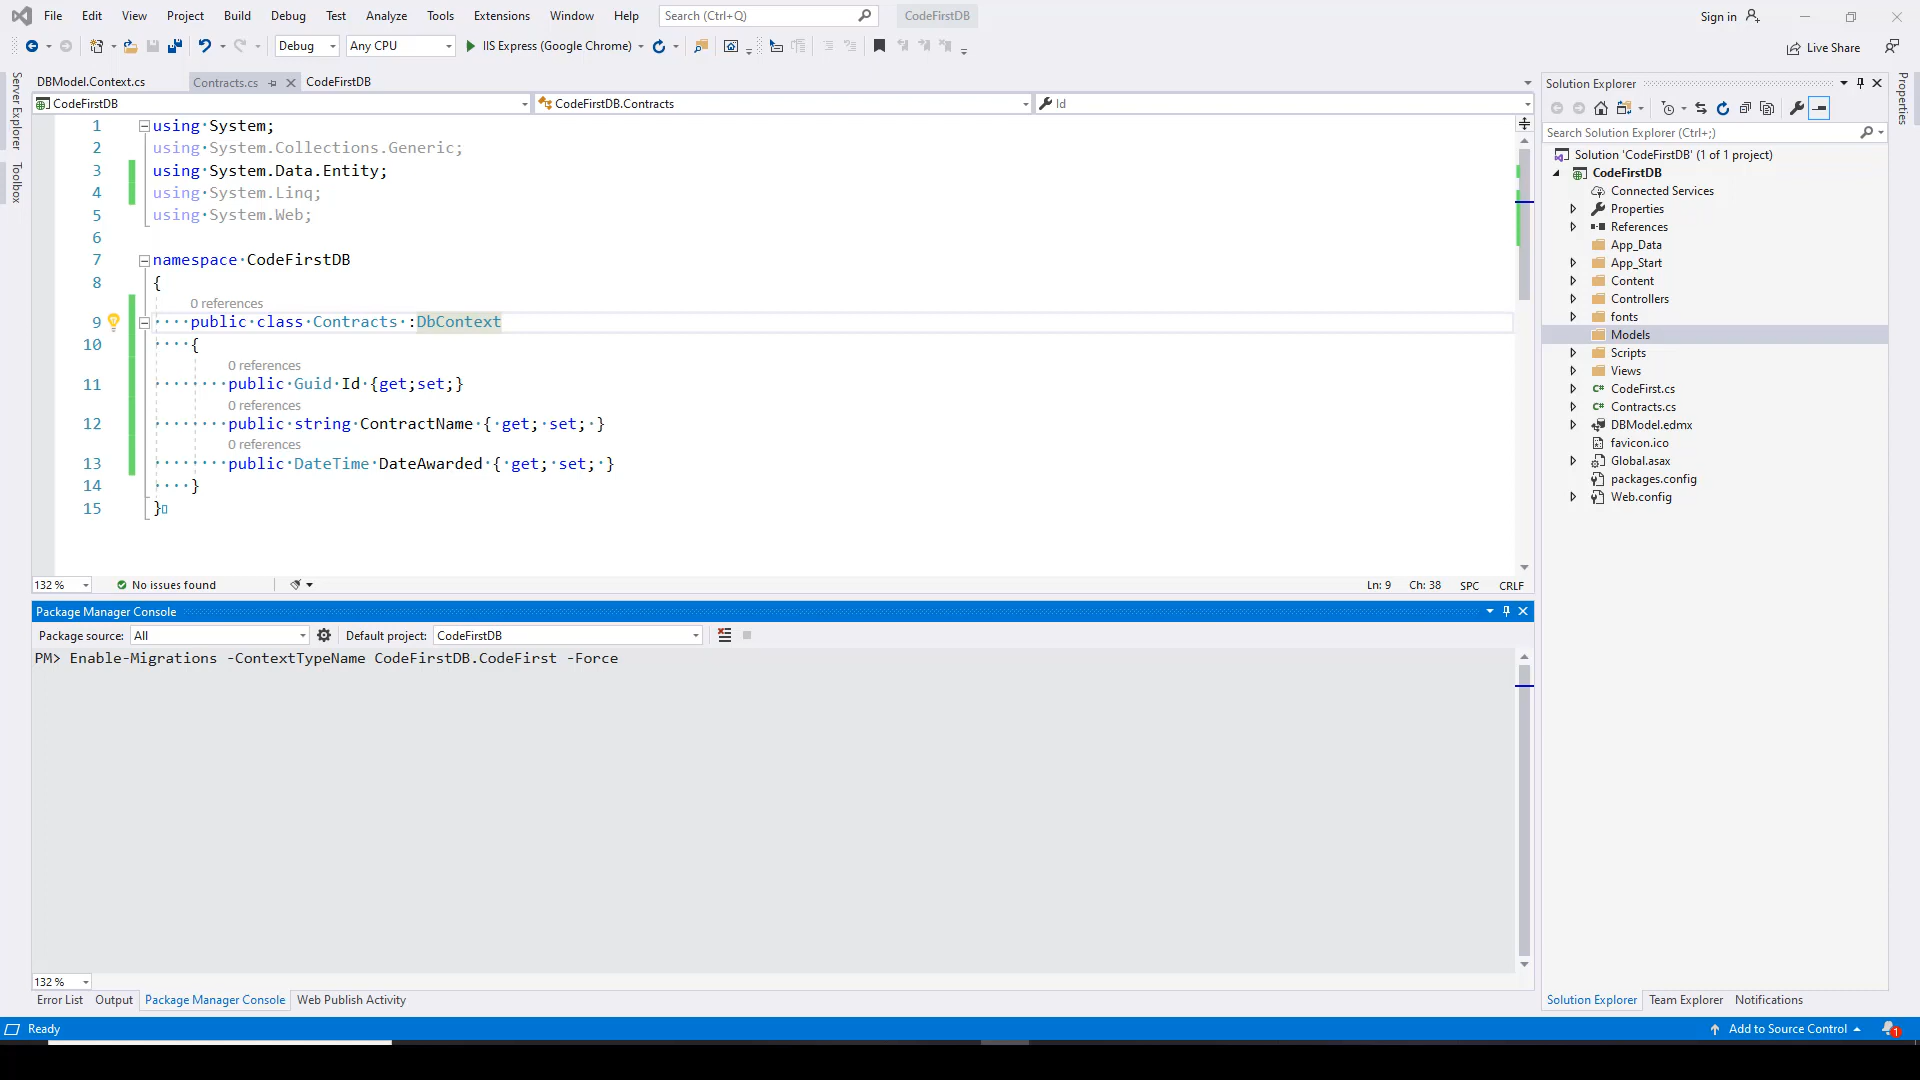 File Edit View Project Build Debug Test Analyze Tools Extensions Window Help Search (Ctrl+Q) CodeFirstDB Sign in
Debug Any CPU IIS Express (Google Chrome) Live Share
Server Explorer
Toolbox
DBModel.Context.cs Contracts.cs CodeFirstDB
CodeFirstDB CodeFirstDB.Contracts Id
1 using System;
2 using System.Collections.Generic;
3 using System.Data.Entity;
4 using System.Linq;
5 using System.Web;
6
7 namespace CodeFirstDB
8 {
0 references
9 public class Contracts :DbContext
10 {
0 references
11 public Guid Id {get;set;}
0 references
12 public string ContractName { get; set; }
0 references
13 public DateTime DateAwarded { get; set; }
14 }
15 }
132 % No issues found Ln: 9 Ch: 38 SPC CRLF
Package Manager Console
Package source: All Default project: CodeFirstDB
PM> Enable-Migrations -ContextTypeName CodeFirstDB.CodeFirst -Force
132 %
Error List Output Package Manager Console Web Publish Activity
Solution Explorer
Search Solution Explorer (Ctrl+;)
Solution 'CodeFirstDB' (1 of 1 project)
CodeFirstDB
Connected Services
Properties
References
App_Data
App_Start
Content
Controllers
fonts
Models
Scripts
Views
CodeFirst.cs
Contracts.cs
DBModel.edmx
favicon.ico
Global.asax
packages.config
Web.config
Solution Explorer Team Explorer Notifications
Properties
Ready Add to Source Control 1